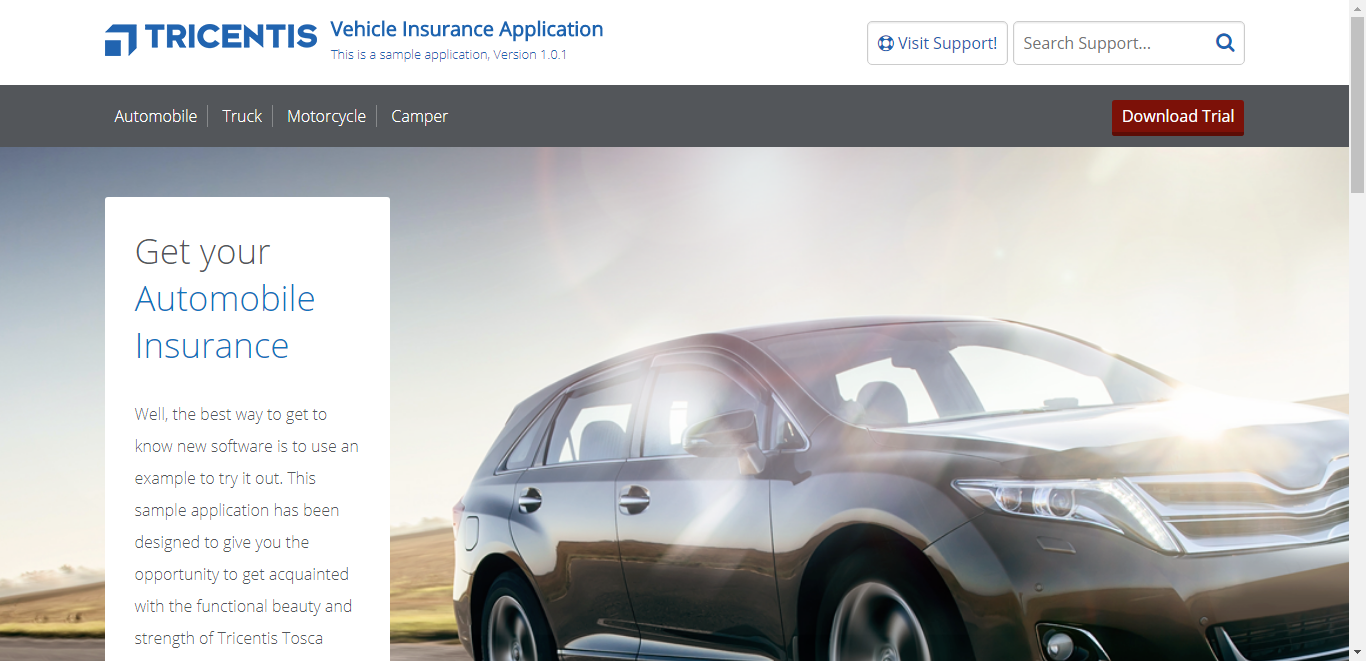 TRICENTIS
Vehicle Insurance Application
This is a sample application, Version 1.0.1
Visit Support!
Search Support...
Automobile
Truck
Motorcycle
Camper
Download Trial
Get your
Automobile
Insurance
Well, the best way to get to
know new software is to use an
example to try it out. This
sample application has been
designed to give you the
opportunity to get acquainted
with the functional beauty and
strength of Tricentis Tosca